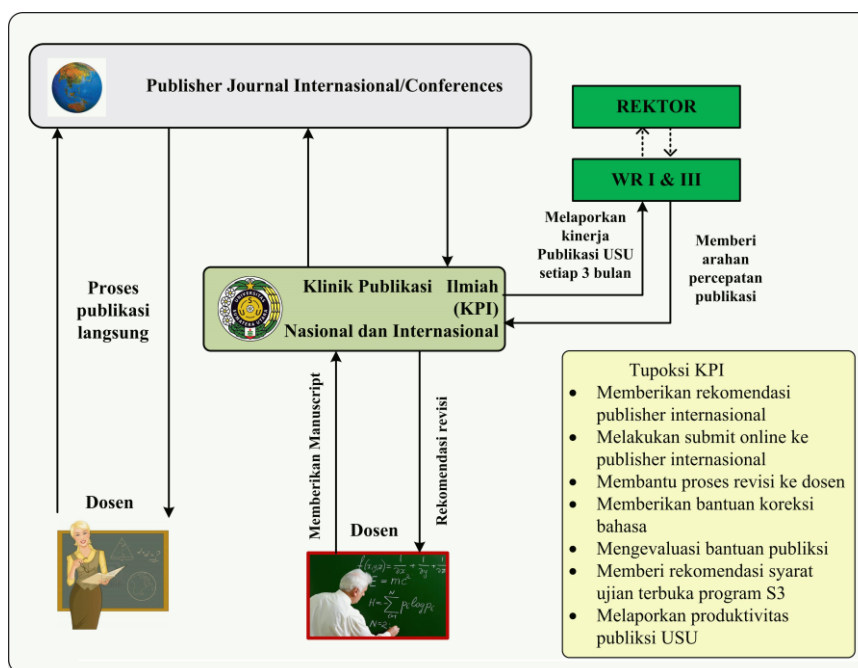 Publisher Journal Internasional/Conferences
REKTOR
WR I & III
Melaporkan
kinerja
Publikasi USU
setiap 3 bulan
Memberi
arahan
percepatan
publikasi
Proses
publikasi
langsung
Klinik Publikasi Ilmiah
(KPI)
Nasional dan Internasional
Memberikan Manuscript
Rekomendasi revisi
Dosen
Dosen
Tupoksi KPI
• Memberikan rekomendasi
publisher internasional
• Melakukan submit online ke
publisher internasional
• Membantu proses revisi ke dosen
• Memberikan bantuan koreksi
bahasa
• Mengevaluasi bantuan publiksi
• Memberi rekomendasi syarat
ujian terbuka program S3
• Melaporkan produktivitas
publiksi USU